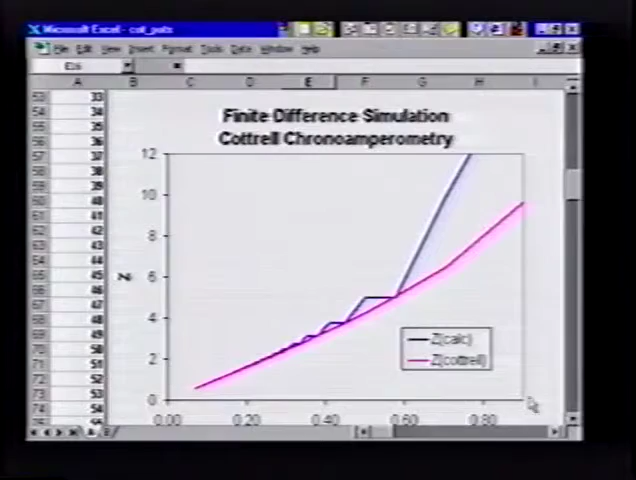 Microsoft Excel - cot_pots
File Edit View Insert Format Tools Data Window Help
E16 =
A B C D E F G H I
33
34
35
36
37
38
39
40
41
42
43
44
45
46
47
48
49
50
51
52
53
54
Finite Difference Simulation
Cottrell Chronoamperometry
12
10
8
6
4
2
0
Z
0.00 0.20 0.40 0.60 0.80
Z(calc)
Z(cottrell)